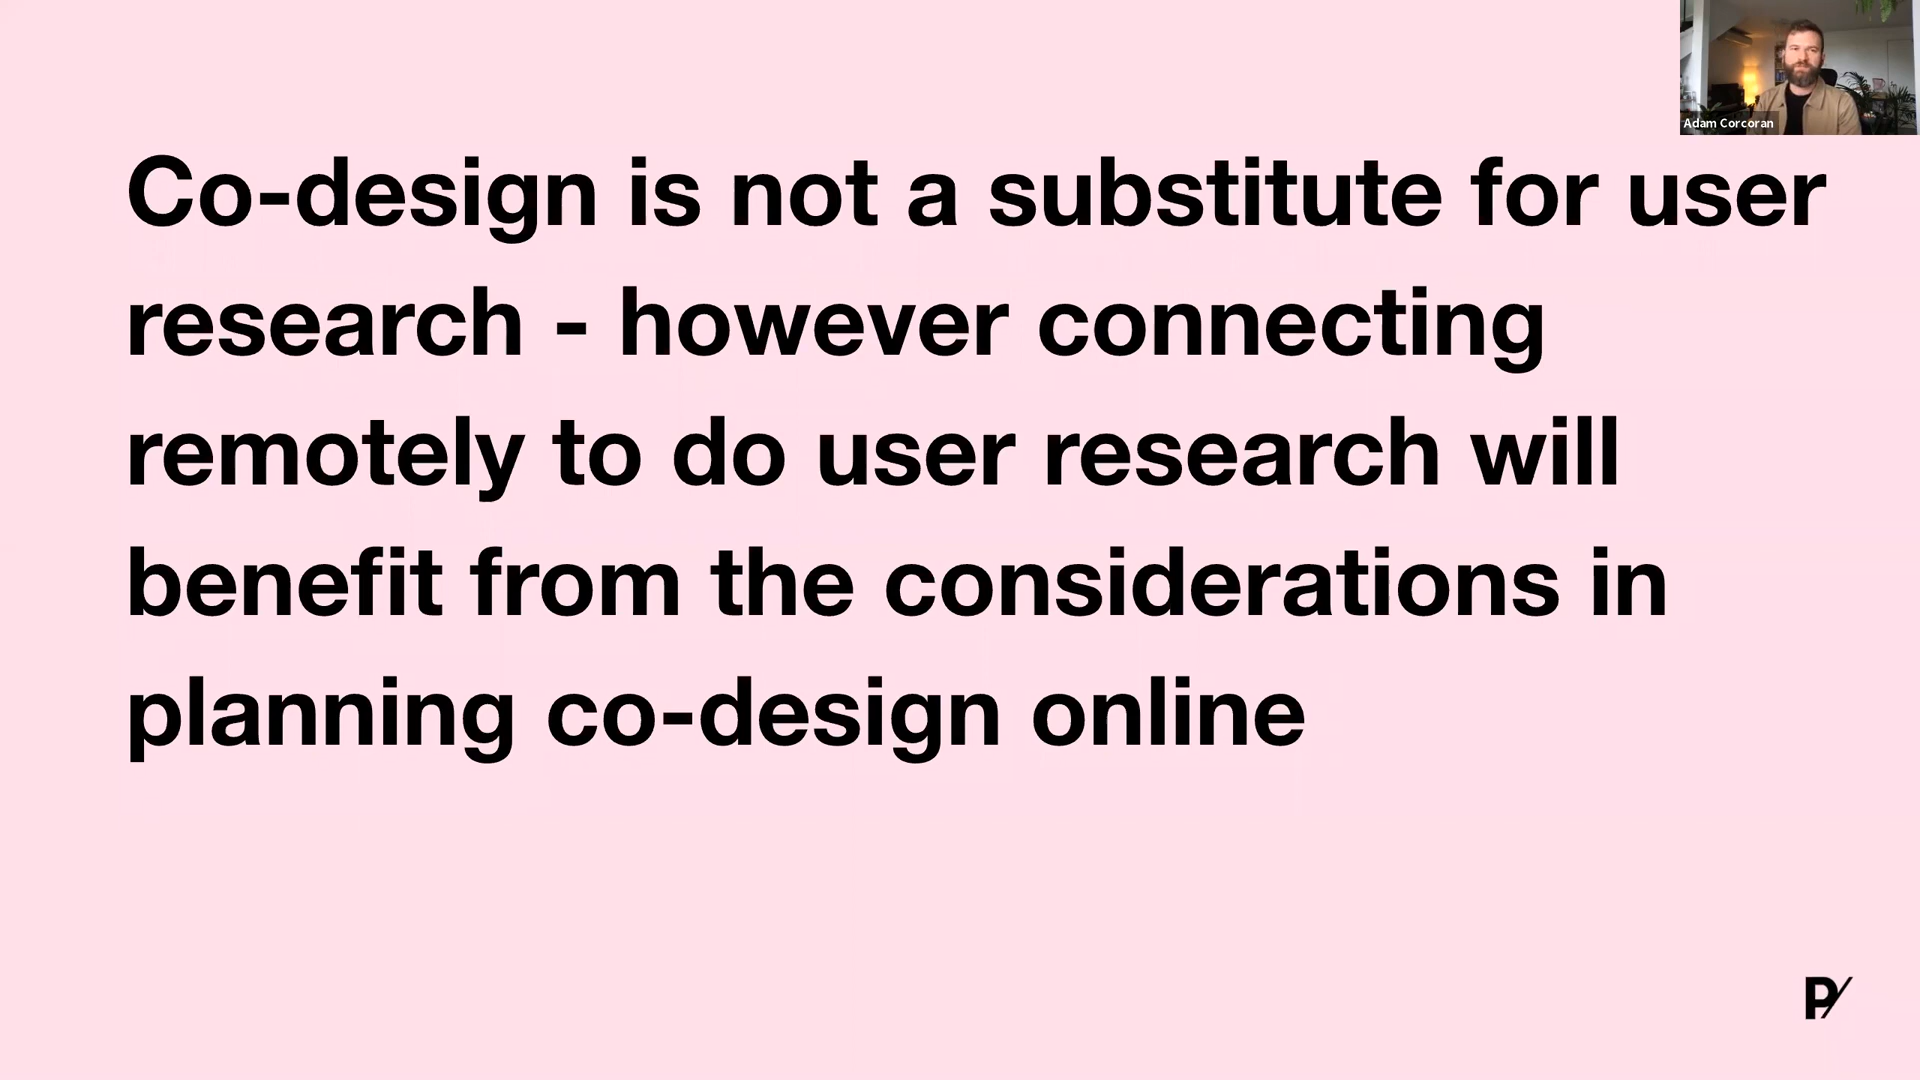 Adam Corcoran
Co-design is not a substitute for user
research - however connecting
remotely to do user research will
benefit from the considerations in
planning co-design online
P/